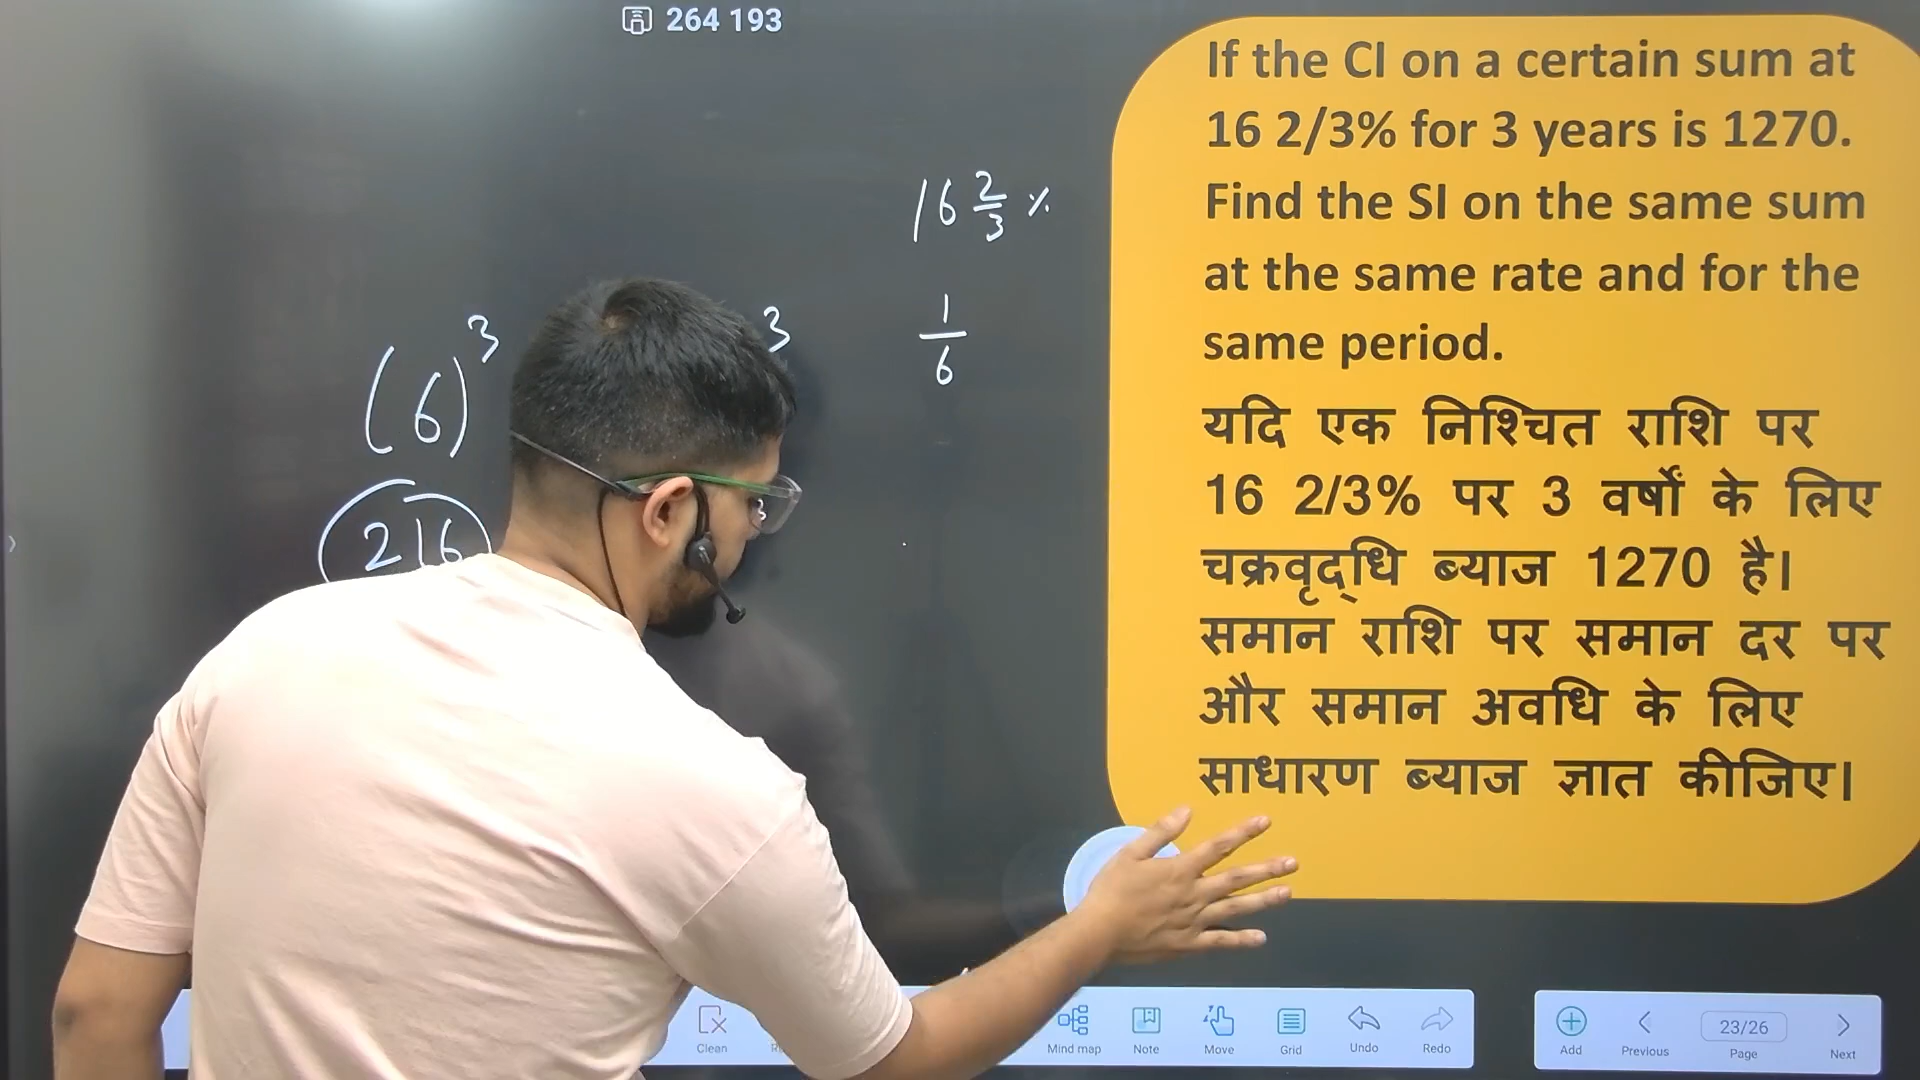 264 193
If the CI on a certain sum at
16 2/3% for 3 years is 1270.
Find the SI on the same sum
at the same rate and for the
same period.
यदि एक निश्चित राशि पर
16 2/3% पर 3 वर्षों के लिए
चक्रवृद्धि ब्याज 1270 है।
समान राशि पर समान दर पर
और समान अवधि के लिए
साधारण ब्याज ज्ञात कीजिए।
16 2/3 %
1/6
(6)³
3
216
3
Clean
Mind map
Note
Move
Grid
Undo
Redo
Add
Previous
23/26
Page
Next